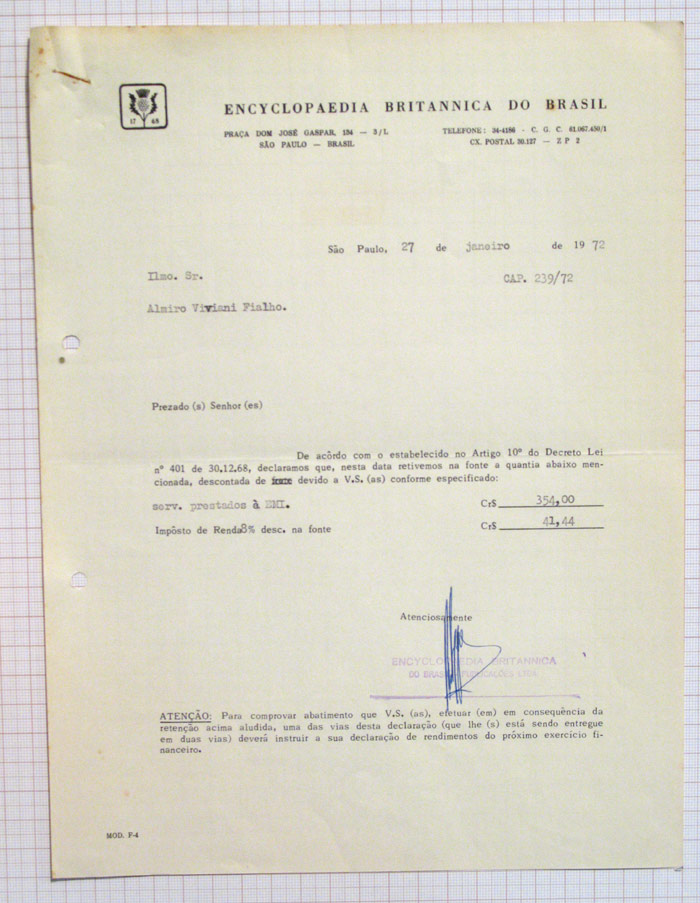 17 68
ENCYCLOPAEDIA BRITANNICA DO BRASIL
PRAÇA DOM JOSÉ GASPAR, 134 — 3/L
SÃO PAULO — BRASIL
TELEFONE: 34-4156 - C. G. C. 61.067.450/1
CX. POSTAL 30.127 — Z P 2
São Paulo, 27 de janeiro de 19 72
Ilmo. Sr.
CAP. 239/72
Almiro Viviani Fialho.
Prezado (a) Senhor (es)
De acôrdo com o estabelecido no Artigo 10º do Decreto Lei
nº 401 de 30.12.68, declaramos que, nesta data retivemos na fonte a quantia abaixo men-
cionada, descontada de devido a V.S. (as) conforme especificado:
serv. prestados à EMI. Cr$ 354,00
Impôsto de Renda 8% desc. na fonte Cr$ 41,44
Atenciosamente
ENCYCLOPAEDIA BRITANNICA
DO BRASIL PUBLICAÇÕES LTDA.
ATENÇÃO: Para comprovar abatimento que V.S. (as), efetuar (em) em consequência da
retenção acima aludida, uma das vias desta declaração (que lhe (s) está sendo entregue
em duas vias) deverá instruir a sua declaração de rendimentos do próximo exercício fi-
nanceiro.
MOD. F-4